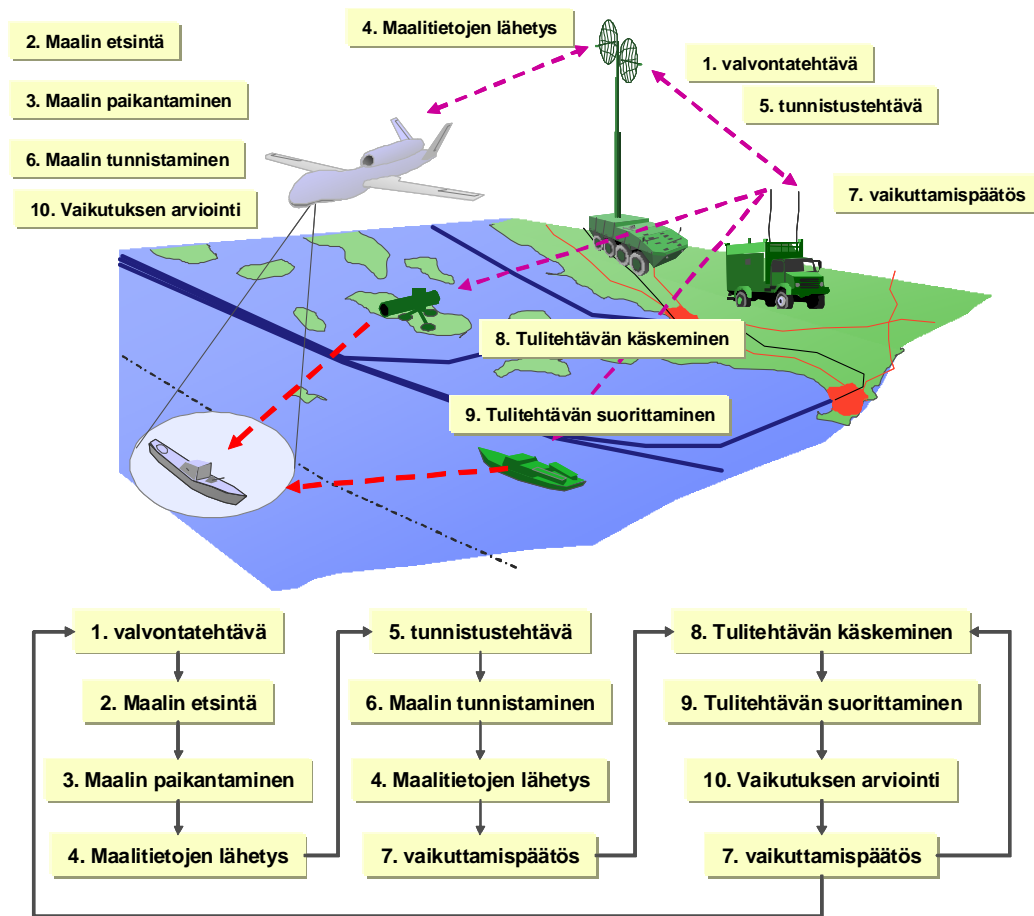 4. Maalitietojen lähetys
2. Maalin etsintä
1. valvontatehtävä
3. Maalin paikantaminen
5. tunnistustehtävä
6. Maalin tunnistaminen
7. vaikuttamispäätös
10. Vaikutuksen arviointi
8. Tulitehtävän käskeminen
9. Tulitehtävän suorittaminen
1. valvontatehtävä
2. Maalin etsintä
3. Maalin paikantaminen
4. Maalitietojen lähetys
5. tunnistustehtävä
6. Maalin tunnistaminen
4. Maalitietojen lähetys
7. vaikuttamispäätös
8. Tulitehtävän käskeminen
9. Tulitehtävän suorittaminen
10. Vaikutuksen arviointi
7. vaikuttamispäätös